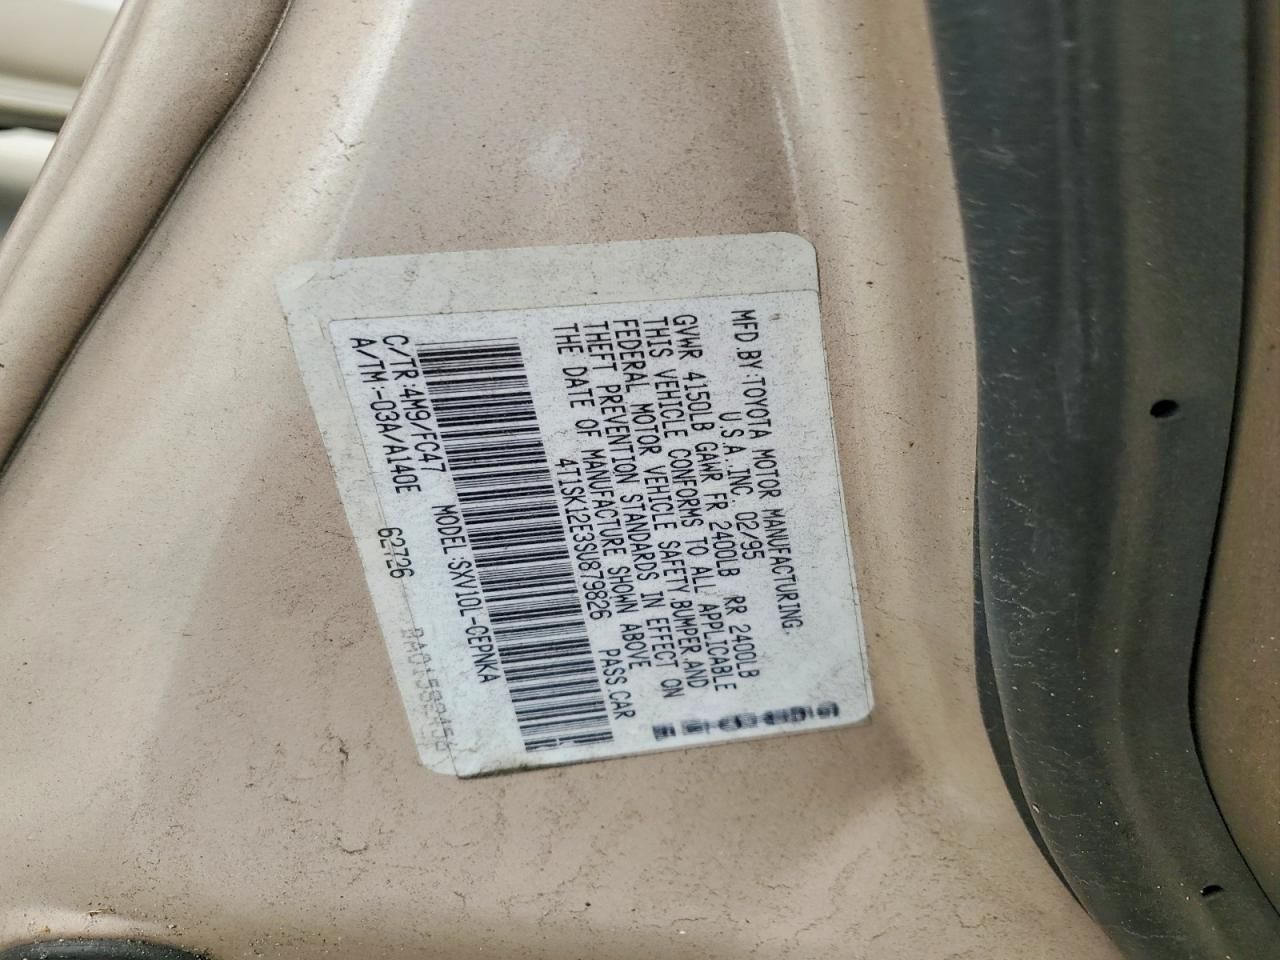 MFD.BY:TOYOTA MOTOR MANUFACTURING,
U.S.A.,INC. 02/95
GVWR 4150LB GAWR FR 2400LB RR 2400LB
THIS VEHICLE CONFORMS TO ALL APPLICABLE
FEDERAL MOTOR VEHICLE SAFETY,BUMPER,AND
THEFT PREVENTION STANDARDS IN EFFECT ON
THE DATE OF MANUFACTURE SHOWN ABOVE
4T1SK12E3SU879826 PASS.CAR
C/TR:4M9/FC47 MODEL:SXV10L-CEPNKA
A/TM-03A/A140E 62726